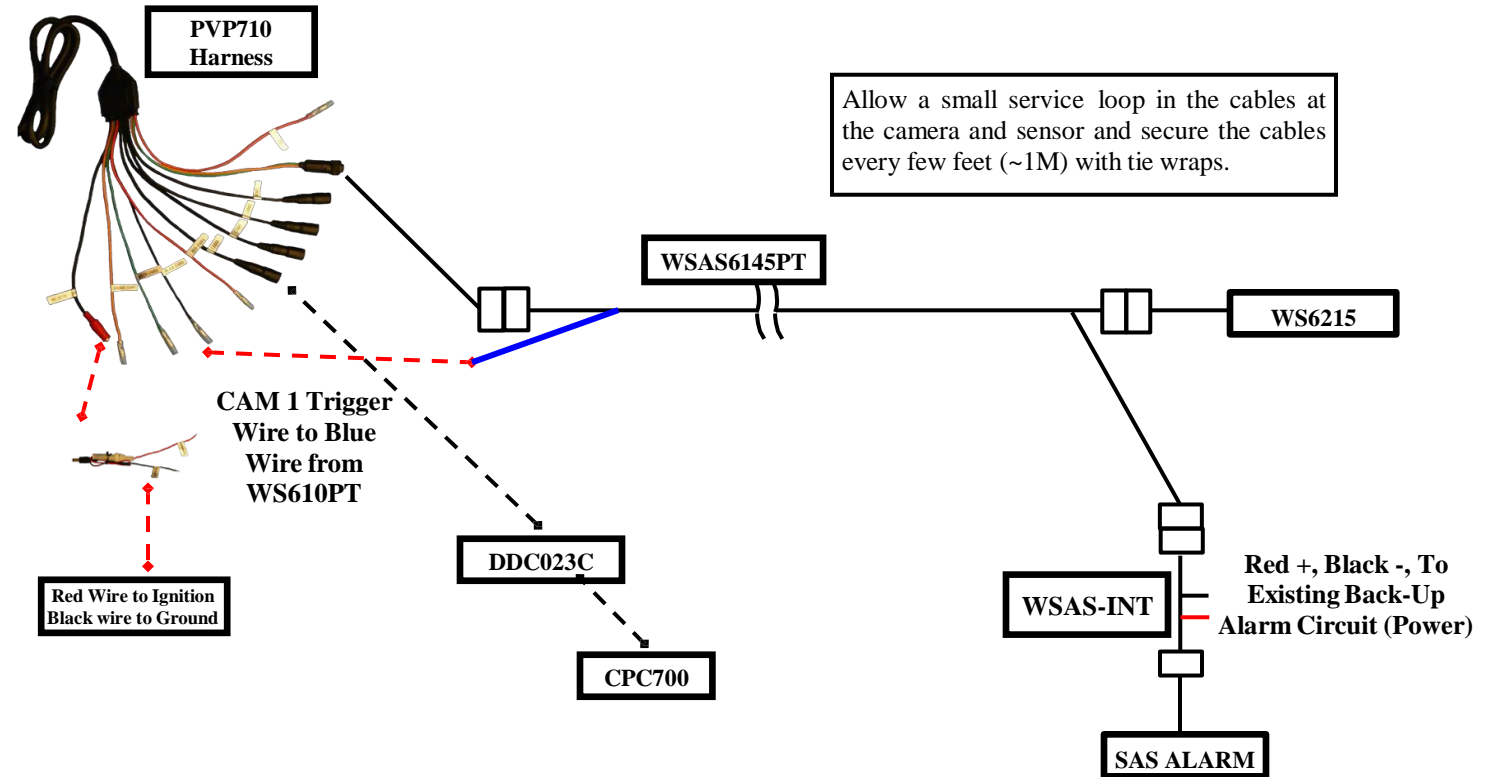 PVP710
Harness
Allow a small service loop in the cables at
the camera and sensor and secure the cables
every few feet (~1M) with tie wraps.
WSAS6145PT
WS6215
CAM 1 Trigger
Wire to Blue
Wire from
WS610PT
DDC023C
Red Wire to Ignition
Black wire to Ground
WSAS-INT
Red +, Black -, To
Existing Back-Up
Alarm Circuit (Power)
CPC700
SAS ALARM